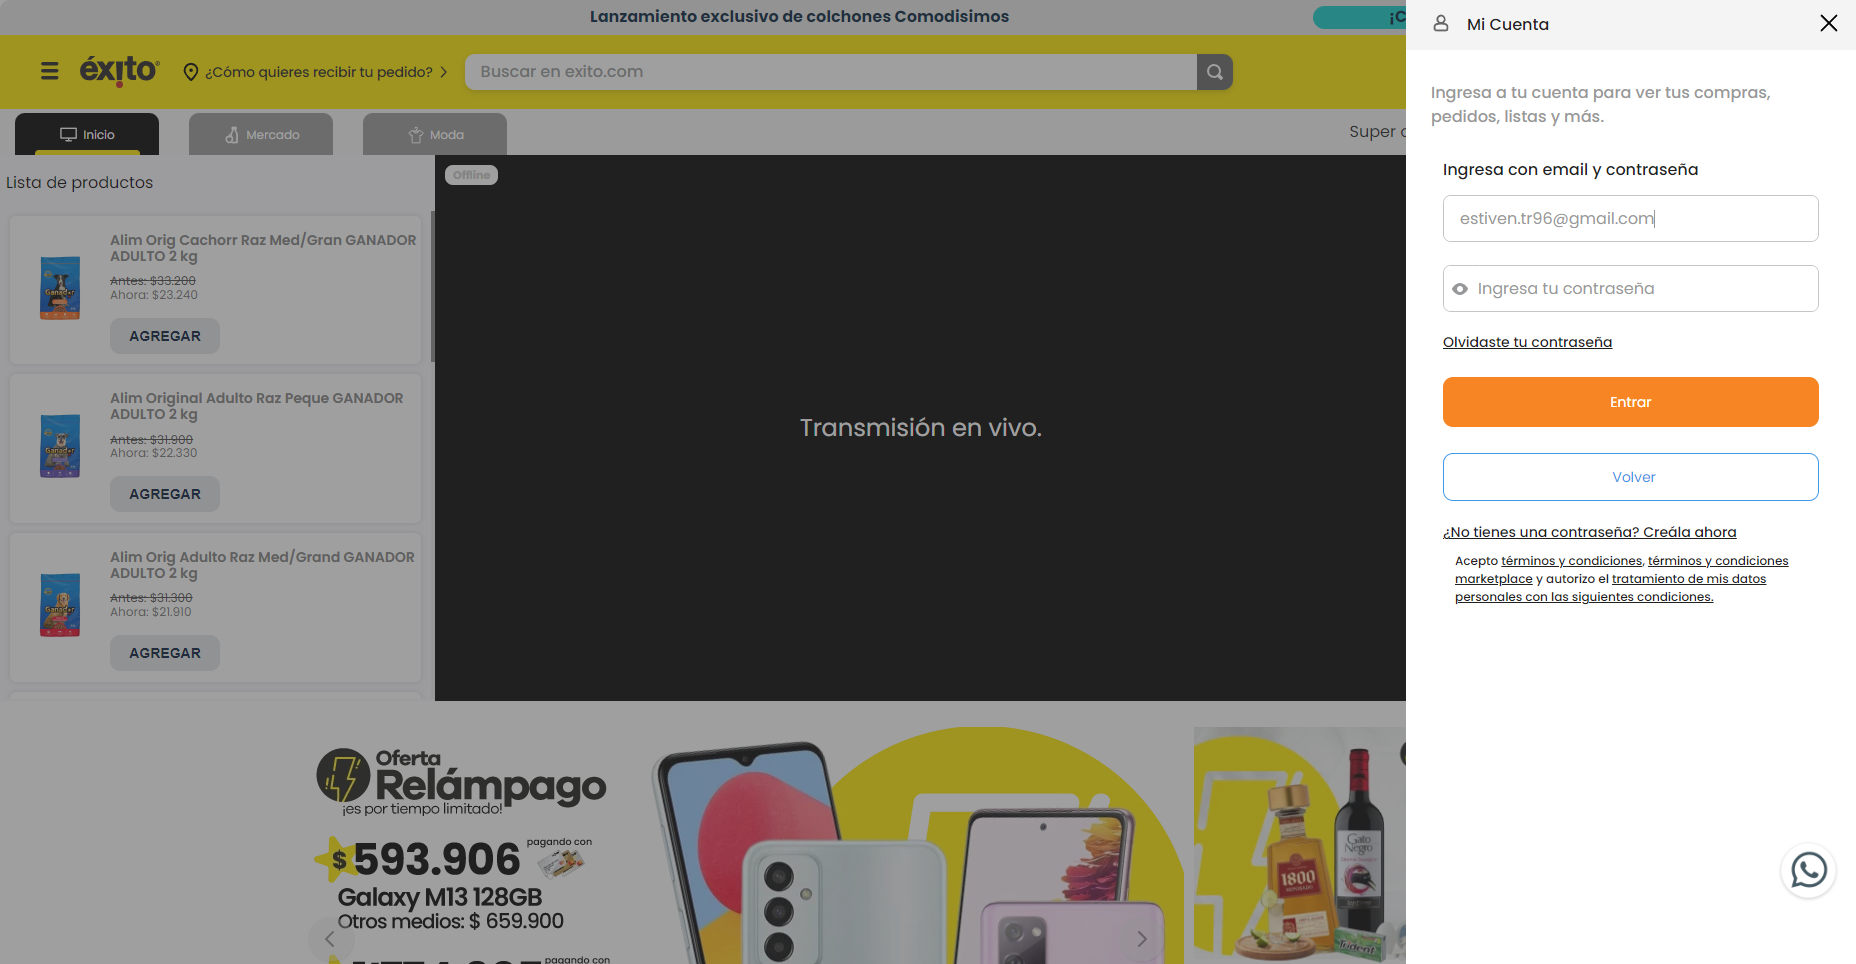 Lanzamiento exclusivo de colchones Comodisimos
éxito
¿Cómo quieres recibir tu pedido?
Buscar en exito.com
Inicio
Mercado
Moda
Super
Lista de productos
Alim Orig Cachorr Raz Med/Gran GANADOR
ADULTO 2 kg
Antes: $33.200
Ahora: $23.240
AGREGAR
Alim Original Adulto Raz Peque GANADOR
ADULTO 2 kg
Antes: $31.900
Ahora: $22.330
AGREGAR
Alim Orig Adulto Raz Med/Grand GANADOR
ADULTO 2 kg
Antes: $31.300
Ahora: $21.910
AGREGAR
Offline
Transmisión en vivo.
Oferta
Relámpago
¡es por tiempo limitado!
$593.906
pagando con
Galaxy M13 128GB
Otros medios: $ 659.900
pagando con
1800
Gato
Negro
Trident
Mi Cuenta
Ingresa a tu cuenta para ver tus compras,
pedidos, listas y más.
Ingresa con email y contraseña
estiven.tr96@gmail.com
Ingresa tu contraseña
Olvidaste tu contraseña
Entrar
Volver
¿No tienes una contraseña? Creála ahora
Acepto términos y condiciones, términos y condiciones
marketplace y autorizo el tratamiento de mis datos
personales con las siguientes condiciones.